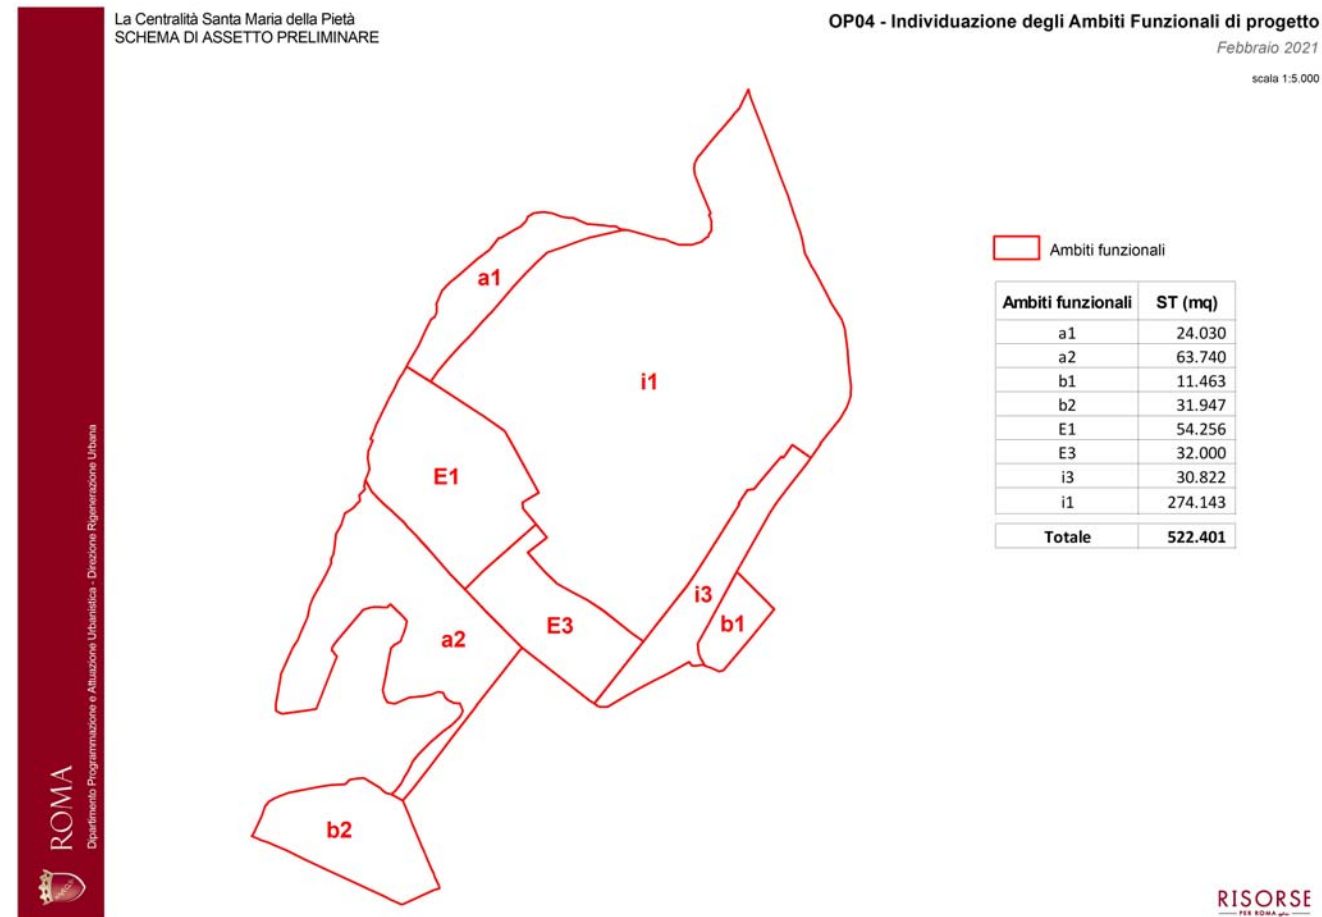 La Centralità Santa Maria della Pietà
SCHEMA DI ASSETTO PRELIMINARE
OP04 - Individuazione degli Ambiti Funzionali di progetto
Febbraio 2021
scala 1:5.000
a1
i1
E1
i3
b1
E3
a2
b2
Ambiti funzionali
Ambiti funzionali ST (mq)
a1 24.030
a2 63.740
b1 11.463
b2 31.947
E1 54.256
E3 32.000
i3 30.822
i1 274.143
Totale 522.401
ROMA
Dipartimento Programmazione e Attuazione Urbanistica - Direzione Rigenerazione Urbana
RISORSE
PER ROMA